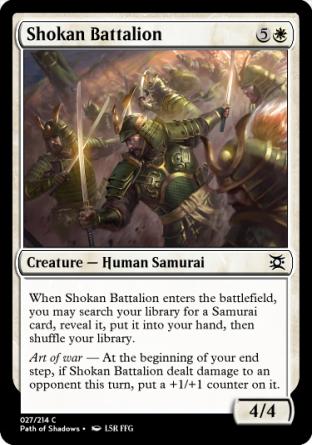 Shokan Battalion 5
Creature — Human Samurai
When Shokan Battalion enters the battlefield,
you may search your library for a Samurai
card, reveal it, put it into your hand, then
shuffle your library.
Art of war — At the beginning of your end
step, if Shokan Battalion dealt damage to an
opponent this turn, put a +1/+1 counter on it.
4/4
027/214 C
Path of Shadows • L5R FFG